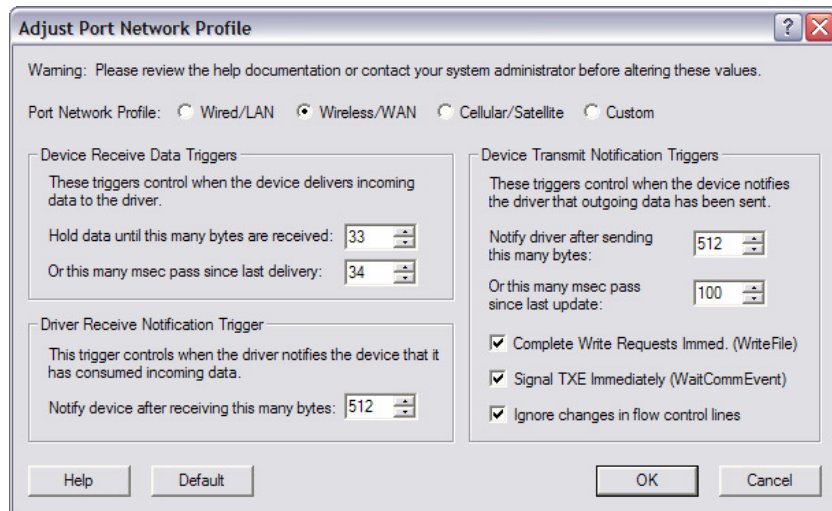 Adjust Port Network Profile
Warning: Please review the help documentation or contact your system administrator before altering these values.
Port Network Profile: Wired/LAN Wireless/WAN Cellular/Satellite Custom
Device Receive Data Triggers
These triggers control when the device delivers incoming
data to the driver.
Hold data until this many bytes are received: 33
Or this many msec pass since last delivery: 34
Driver Receive Notification Trigger
This trigger controls when the driver notifies the device that it
has consumed incoming data.
Notify device after receiving this many bytes: 512
Device Transmit Notification Triggers
These triggers control when the device notifies
the driver that outgoing data has been sent.
Notify driver after sending
this many bytes: 512
Or this many msec pass
since last update: 100
Complete Write Requests Immed. (WriteFile)
Signal TXE Immediately (WaitCommEvent)
Ignore changes in flow control lines
Help Default OK Cancel